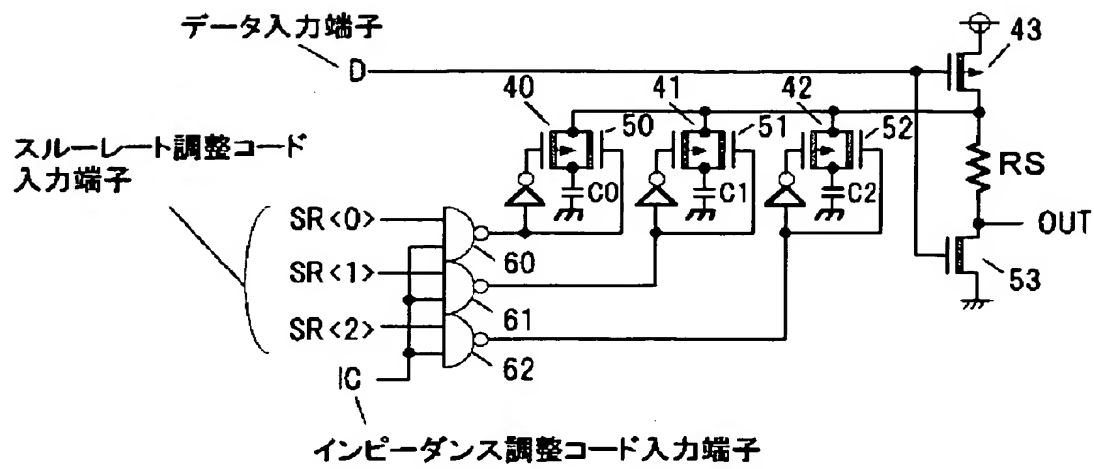 データ入力端子
D
43
40
50
41
51
42
52
スルーレート調整コード
入力端子
C0
C1
C2
RS
SR<0>
60
OUT
SR<1>
61
53
SR<2>
62
IC
インピーダンス調整コード入力端子